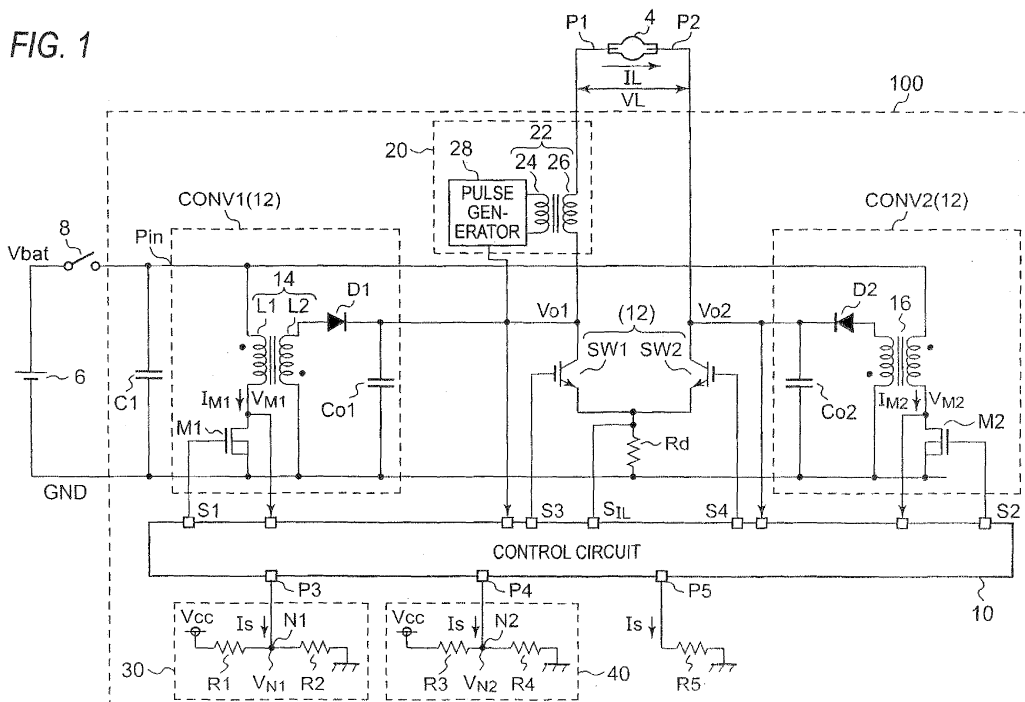 FIG. 1
P1
4
P2
IL
VL
100
20
28
22
24
26
PULSE
GEN-
ERATOR
CONV1(12)
CONV2(12)
Vbat
8
Pin
14
L1
L2
D1
Vo1
(12)
Vo2
D2
16
SW1
SW2
6
C1
IM1
VM1
Co1
Co2
IM2
VM2
M1
M2
Rd
GND
S1
S3
SIL
S4
S2
CONTROL CIRCUIT
P3
P4
P5
10
Vcc
Is
N1
Vcc
Is
N2
Is
30
R1
VN1
R2
R3
VN2
R4
40
R5